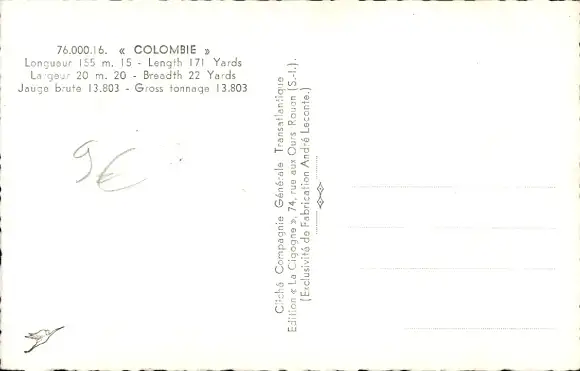 76.000.16. « COLOMBIE »
Longueur 155 m. 15 - Length 171 Yards
Largeur 20 m. 20 - Breadth 22 Yards
Jauge brute 13.803 - Gross tonnage 13.803
9€
Cliché Compagnie Générale Transatlantique
Edition « La Cigogne », 74, rue aux Ours Rouen (S.-I.).
(Exclusivité de Fabrication André Leconte.)